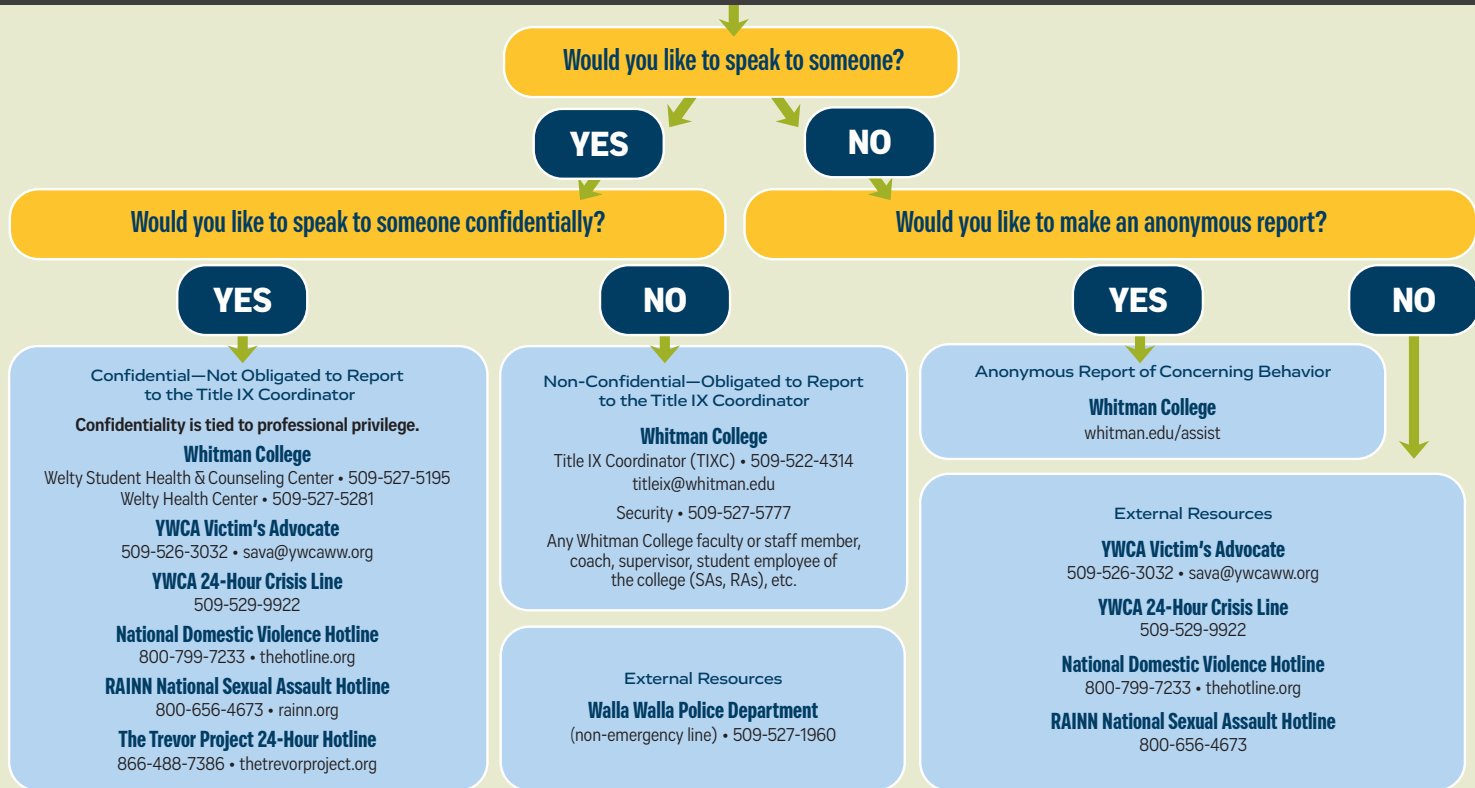 Would you like to speak to someone?
YES
NO
Would you like to speak to someone confidentially?
Would you like to make an anonymous report?
YES
NO
YES
NO
Confidential—Not Obligated to Report
to the Title IX Coordinator
Confidentiality is tied to professional privilege.
Whitman College
Welty Student Health & Counseling Center • 509-527-5195
Welty Health Center • 509-527-5281
YWCA Victim's Advocate
509-526-3032 • sava@ywcaww.org
YWCA 24-Hour Crisis Line
509-529-9922
National Domestic Violence Hotline
800-799-7233 • thehotline.org
RAINN National Sexual Assault Hotline
800-656-4673 • rainn.org
The Trevor Project 24-Hour Hotline
866-488-7386 • thetrevorproject.org
Non-Confidential—Obligated to Report
to the Title IX Coordinator
Whitman College
Title IX Coordinator (TIXC) • 509-522-4314
titleix@whitman.edu
Security • 509-527-5777
Any Whitman College faculty or staff member,
coach, supervisor, student employee of
the college (SAs, RAs), etc.
External Resources
Walla Walla Police Department
(non-emergency line) • 509-527-1960
Anonymous Report of Concerning Behavior
Whitman College
whitman.edu/assist
External Resources
YWCA Victim's Advocate
509-526-3032 • sava@ywcaww.org
YWCA 24-Hour Crisis Line
509-529-9922
National Domestic Violence Hotline
800-799-7233 • thehotline.org
RAINN National Sexual Assault Hotline
800-656-4673